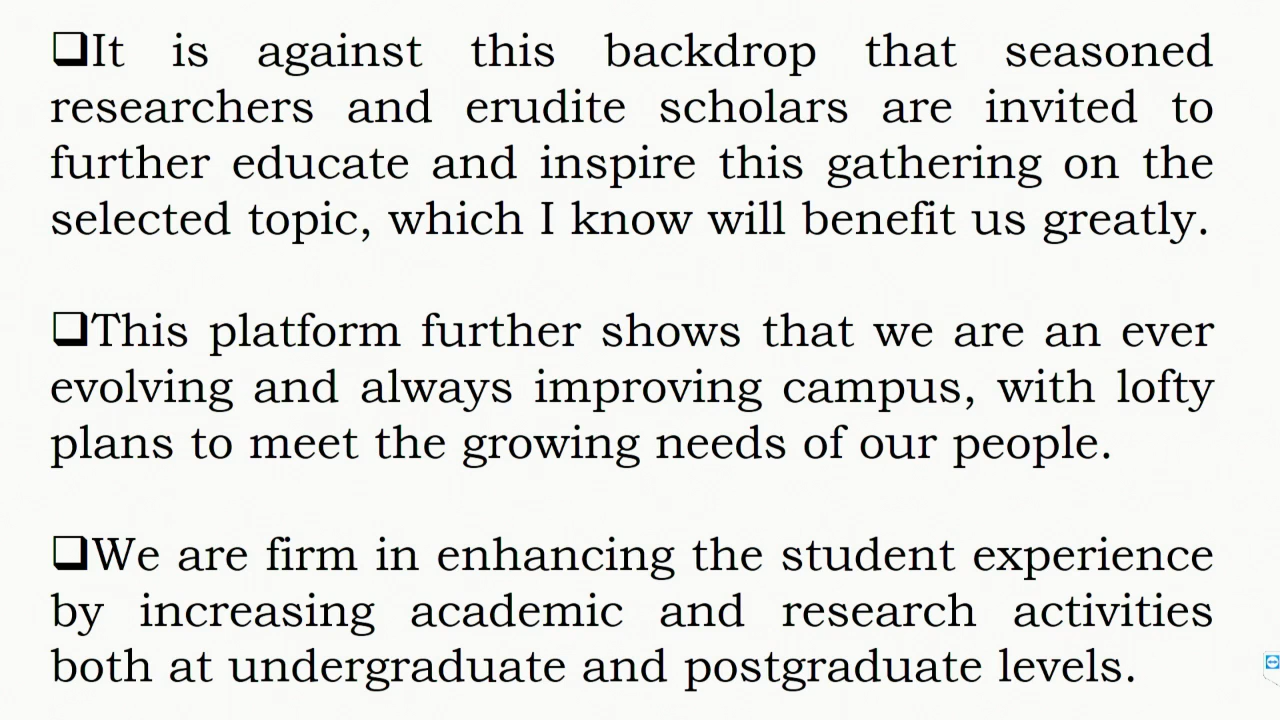 ❑It is against this backdrop that seasoned
researchers and erudite scholars are invited to
further educate and inspire this gathering on the
selected topic, which I know will benefit us greatly.
❑This platform further shows that we are an ever
evolving and always improving campus, with lofty
plans to meet the growing needs of our people.
❑We are firm in enhancing the student experience
by increasing academic and research activities
both at undergraduate and postgraduate levels.